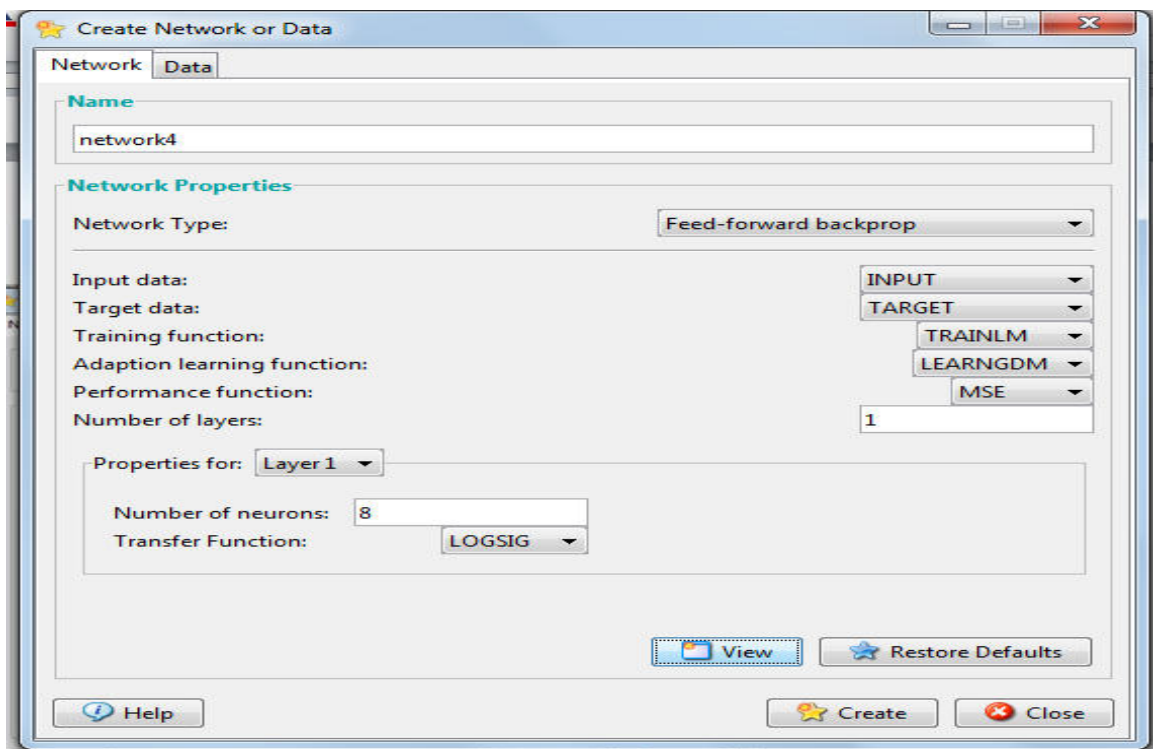 Create Network or Data
Network Data
Name
network4
Network Properties
Network Type: Feed-forward backprop
Input data: INPUT
Target data: TARGET
Training function: TRAINLM
Adaption learning function: LEARNGDM
Performance function: MSE
Number of layers: 1
Properties for: Layer 1
Number of neurons: 8
Transfer Function: LOGSIG
View Restore Defaults
Help Create Close